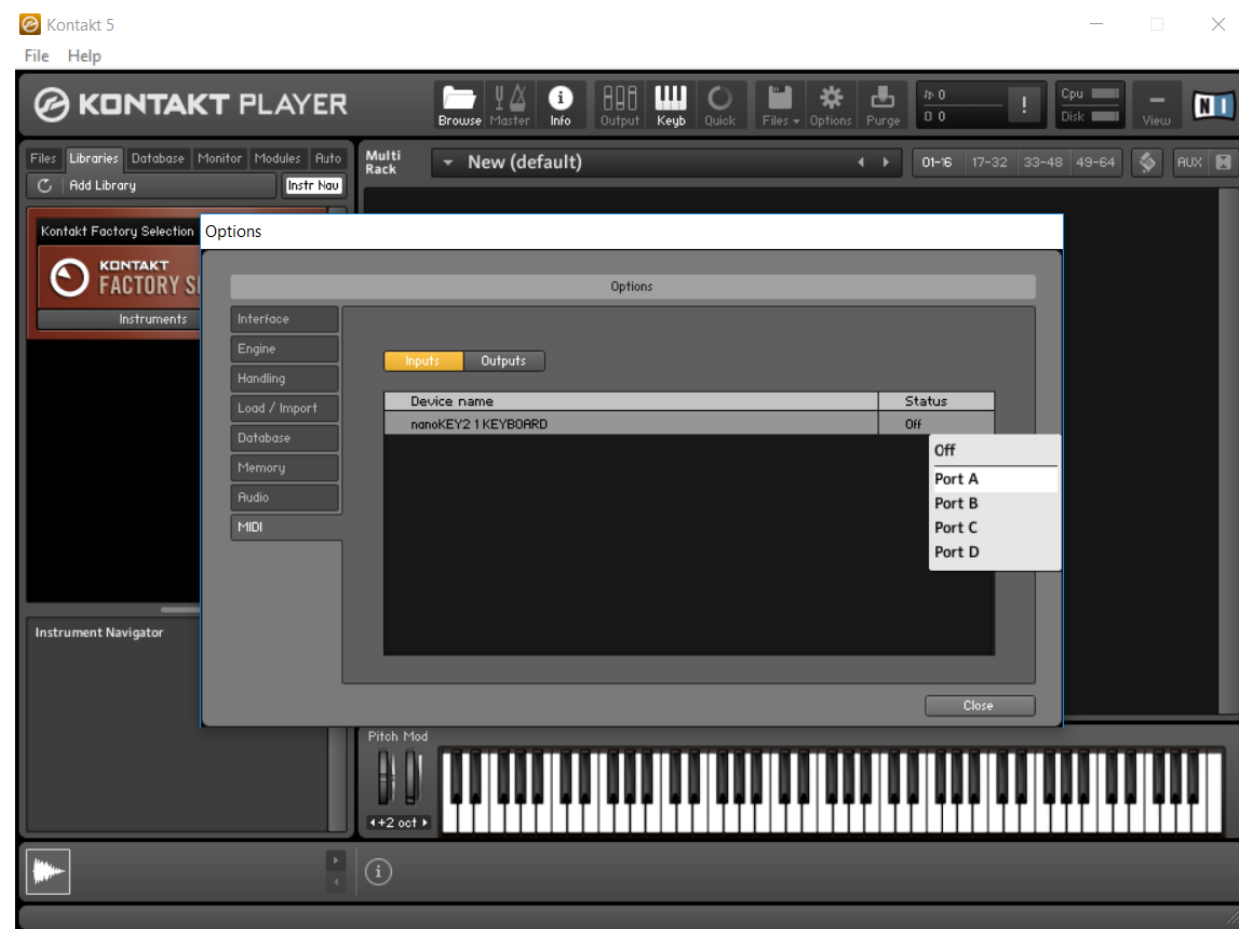 Kontakt 5
File Help
KONTAKT PLAYER
Browse Master Info Output Keyb Quick Files Options Purge
0
0
!
Cpu
Disk
View
NI
Files Libraries Database Monitor Modules Auto
Add Library
Instr Nav
Multi
Rack
New (default)
01-16 17-32 33-48 49-64
AUX
Kontakt Factory Selection
KONTAKT
FACTORY S
Instruments
Options
Options
Interface
Engine
Handling
Load / Import
Database
Memory
Audio
MIDI
Inputs Outputs
Device name Status
nanoKEY2 1 KEYBOARD Off
Off
Port A
Port B
Port C
Port D
Close
Instrument Navigator
Pitch Mod
+2 oct
i